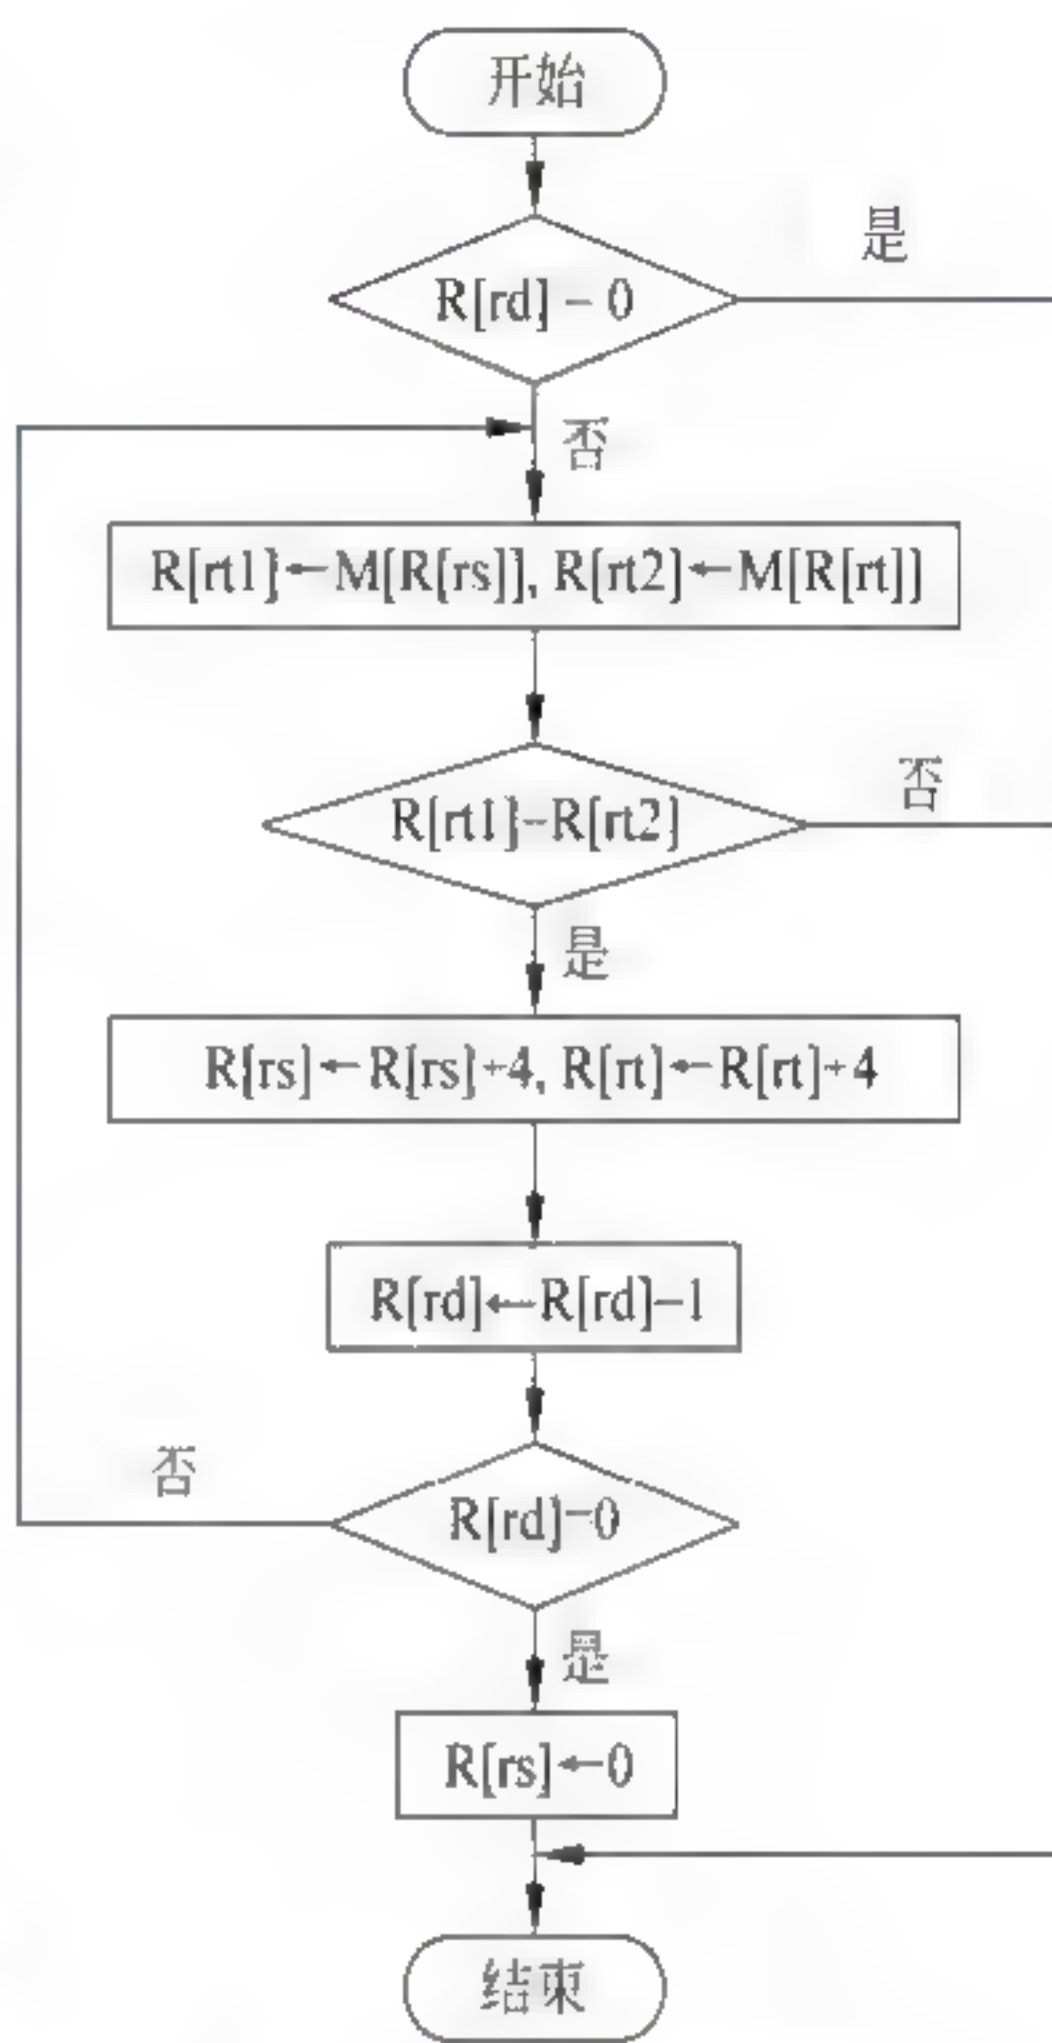 开始
R[rd] - 0
是
否
R[rt1]←M[R[rs]], R[rt2]←M[R[rt]]
R[rt1]-R[rt2]
否
是
R[rs]←R[rs]+4, R[rt]←R[rt]+4
R[rd]←R[rd]-1
R[rd]=0
否
是
R[rs]←0
结束